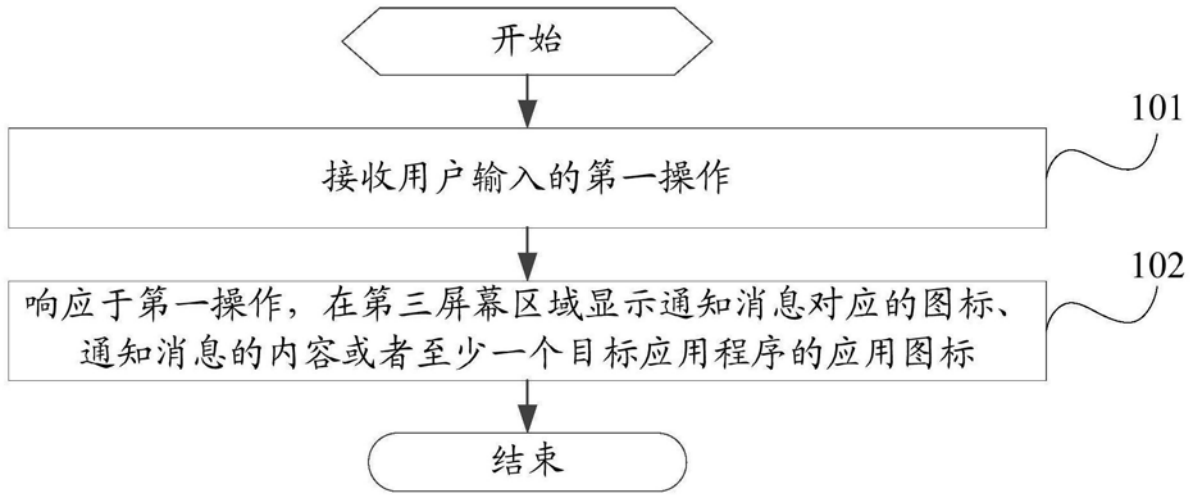 开始
101
接收用户输入的第一操作
102
响应于第一操作，在第三屏幕区域显示通知消息对应的图标、
通知消息的内容或者至少一个目标应用程序的应用图标
结束